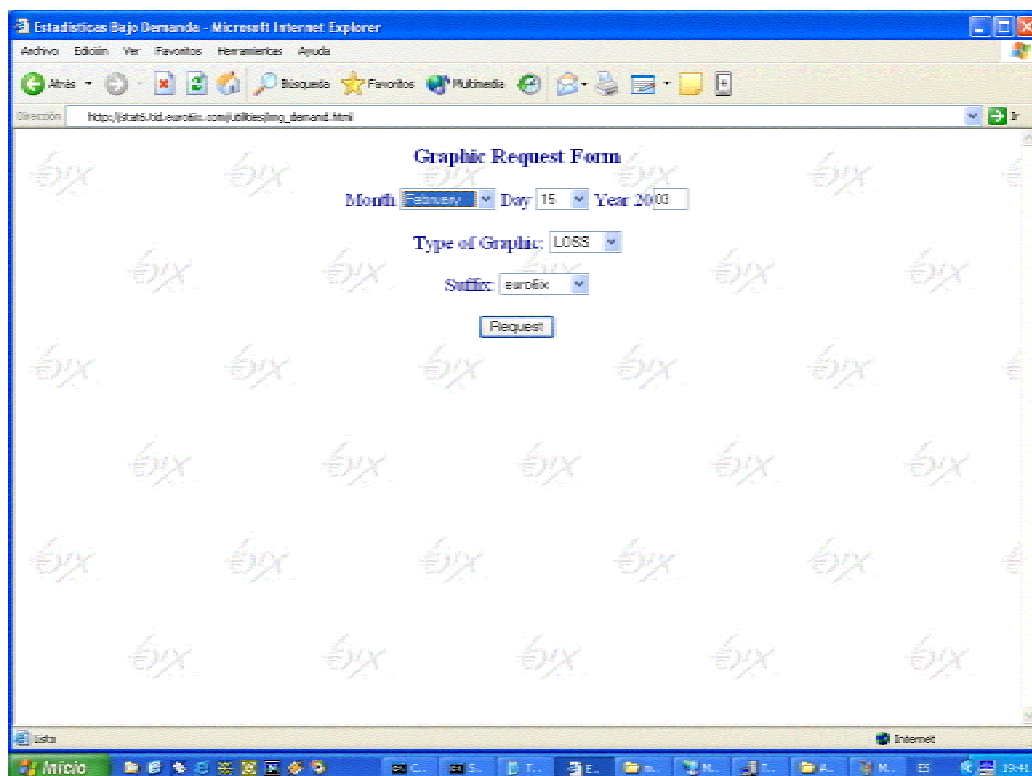 Estadísticas Bajo Demanda - Microsoft Internet Explorer
Archivo Edición Ver Favoritos Herramientas Ayuda
Atrás Búsqueda Favoritos Multimedia
Dirección Ir
Graphic Request Form
Month February Day 15 Year 2003
Type of Graphic: LOSS
Suffix: euro6ix
Request
Listo Internet
Inicio C... S... T... E... m... M... T... A... M... ES 19:41